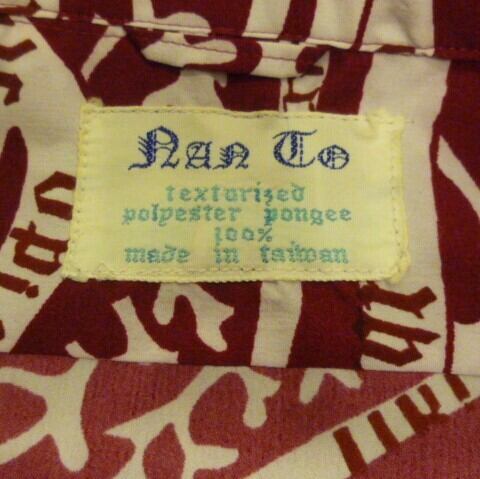 Nan To
texturized
polyester pongee
100%
made in taiwan